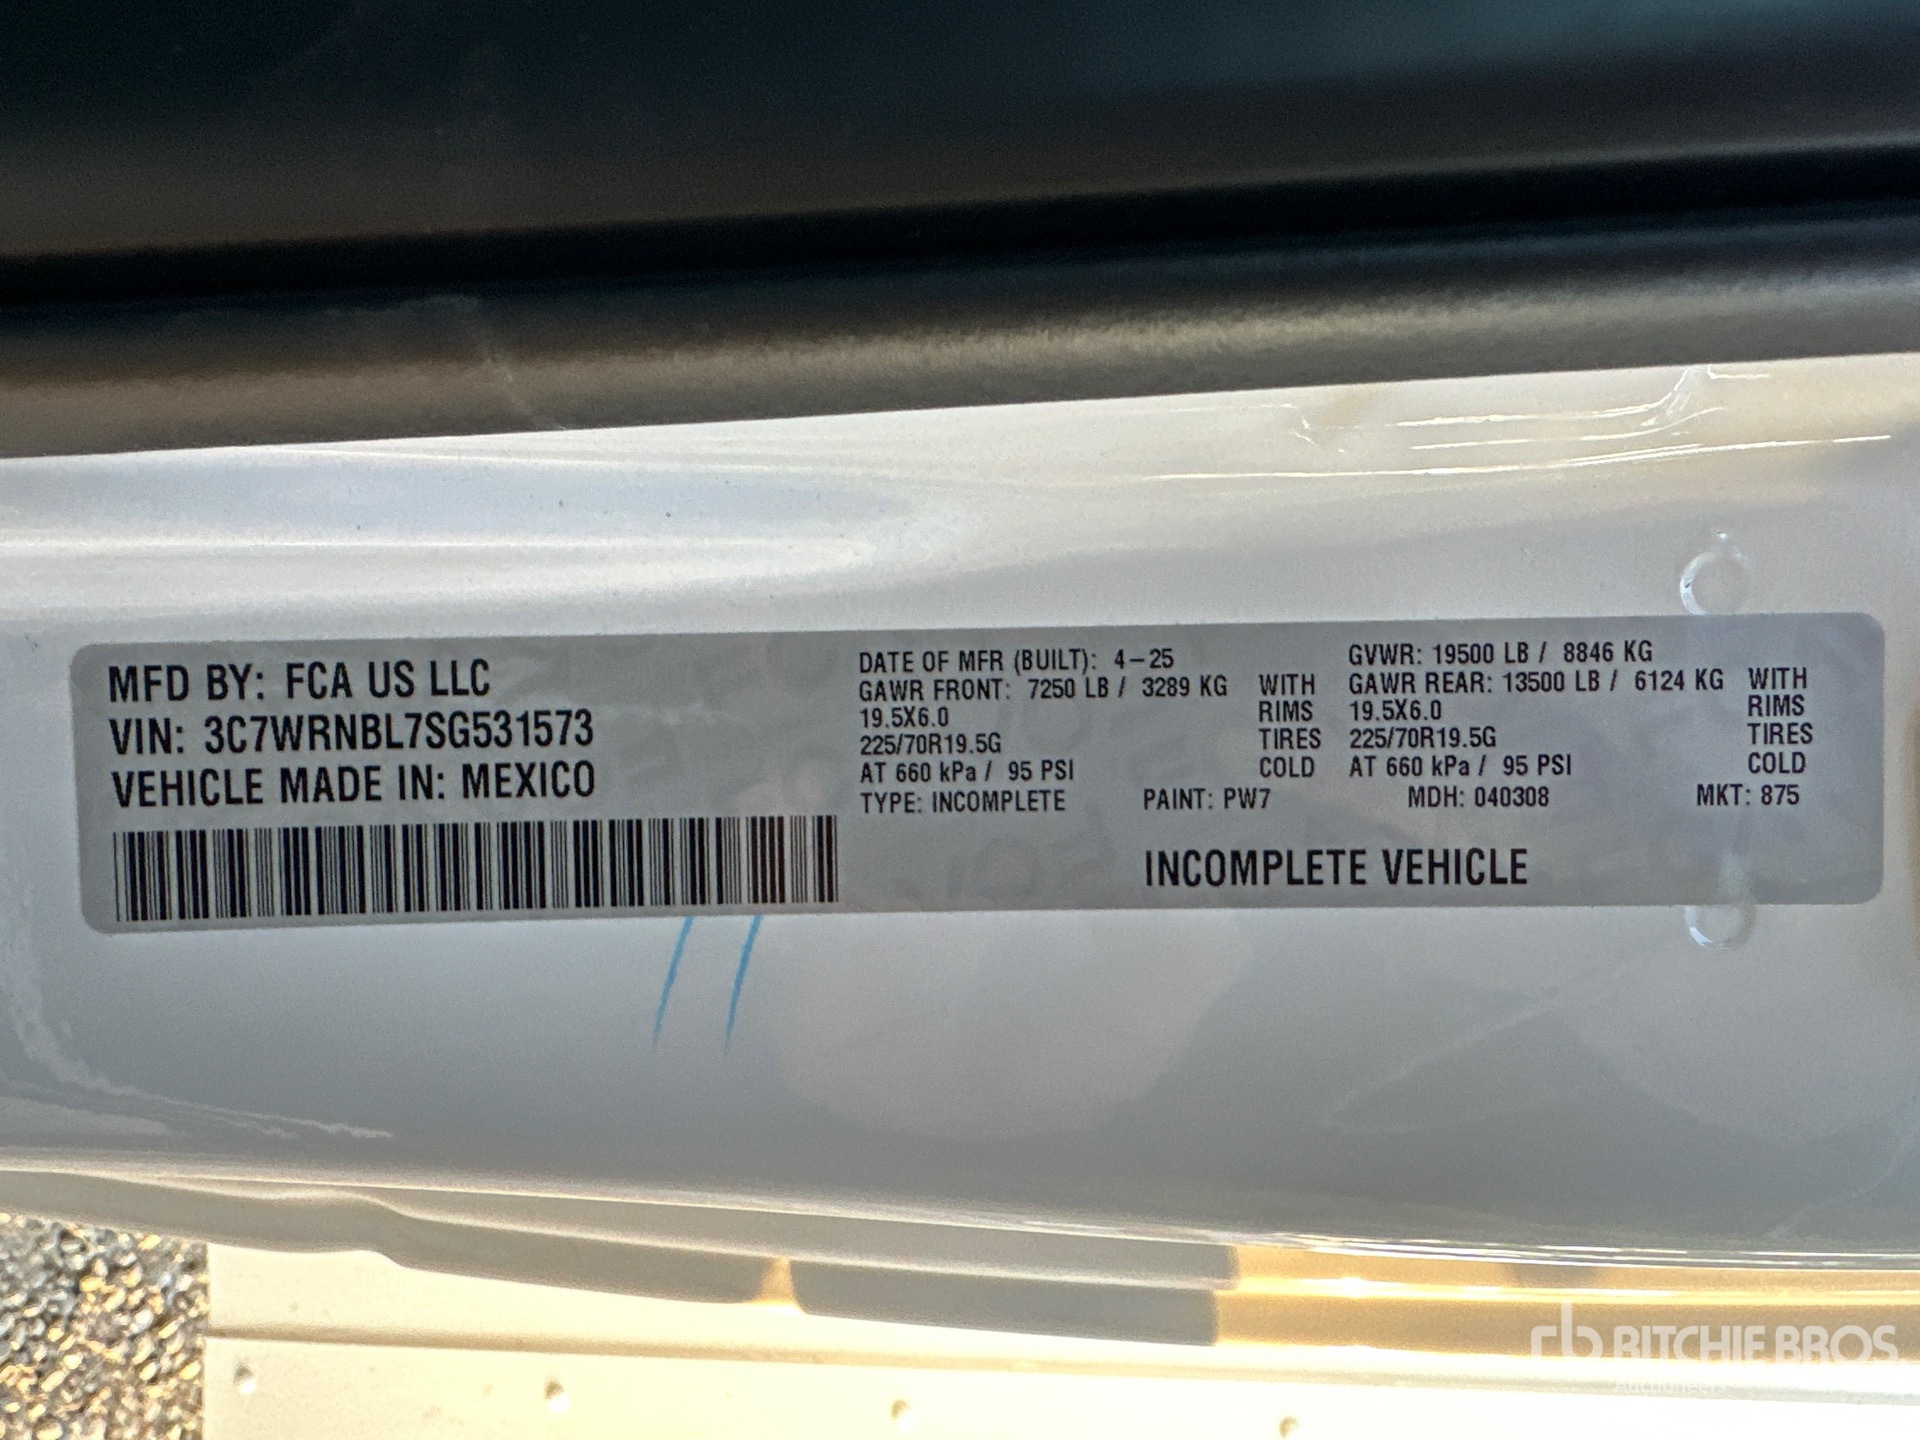 MFD BY: FCA US LLC
VIN: 3C7WRNBL7SG531573
VEHICLE MADE IN: MEXICO
DATE OF MFR (BUILT): 4-25
GAWR FRONT: 7250 LB / 3289 KG WITH
19.5X6.0 RIMS
225/70R19.5G TIRES
AT 660 kPa / 95 PSI COLD
GVWR: 19500 LB / 8846 KG
GAWR REAR: 13500 LB / 6124 KG WITH
19.5X6.0 RIMS
225/70R19.5G TIRES
AT 660 kPa / 95 PSI COLD
TYPE: INCOMPLETE PAINT: PW7 MDH: 040308 MKT: 875
INCOMPLETE VEHICLE
rb RITCHIE BROS.
Auctioneers